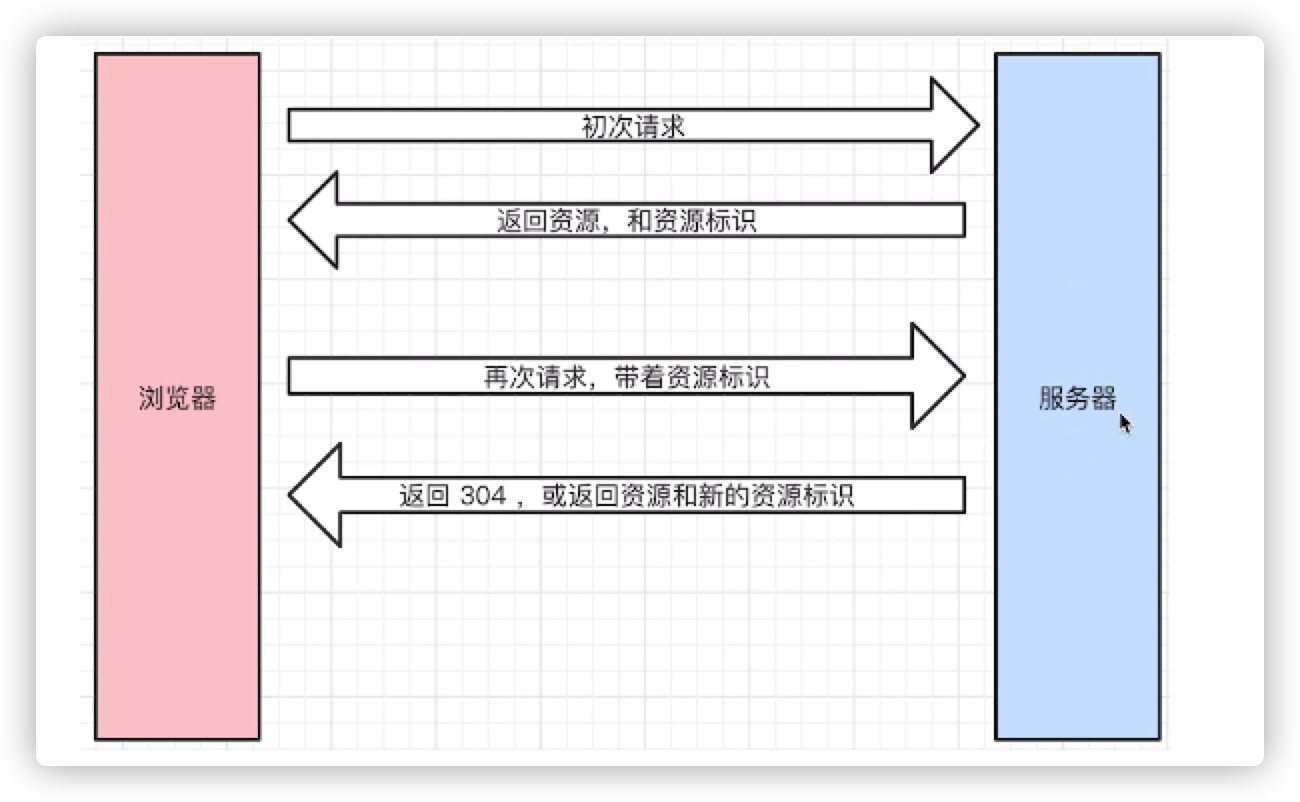 初次请求
返回资源，和资源标识
再次请求，带着资源标识
浏览器
服务器
返回 304 ，或返回资源和新的资源标识